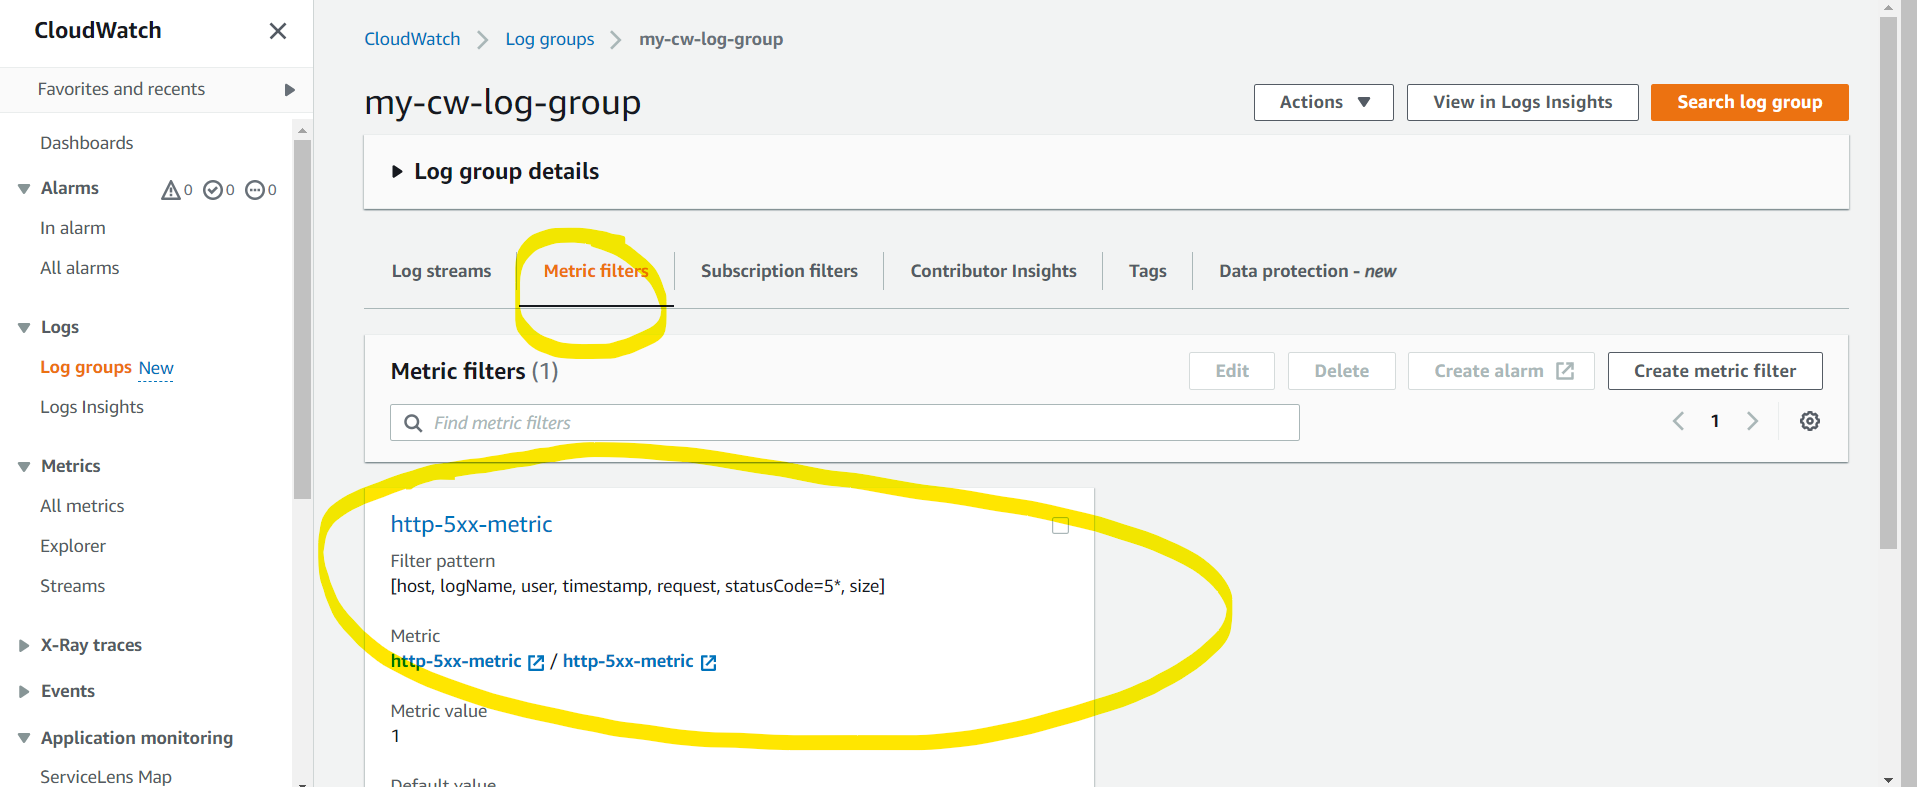 CloudWatch
Favorites and recents
Dashboards
Alarms 0 0 0
In alarm
All alarms
Logs
Log groups New
Logs Insights
Metrics
All metrics
Explorer
Streams
X-Ray traces
Events
Application monitoring
ServiceLens Map
CloudWatch Log groups my-cw-log-group
my-cw-log-group
Actions View in Logs Insights Search log group
Log group details
Log streams Metric filters Subscription filters Contributor Insights Tags Data protection - new
Metric filters (1)
Edit Delete Create alarm Create metric filter
Find metric filters
1
http-5xx-metric
Filter pattern
[host, logName, user, timestamp, request, statusCode=5*, size]
Metric
http-5xx-metric / http-5xx-metric
Metric value
1
Default value